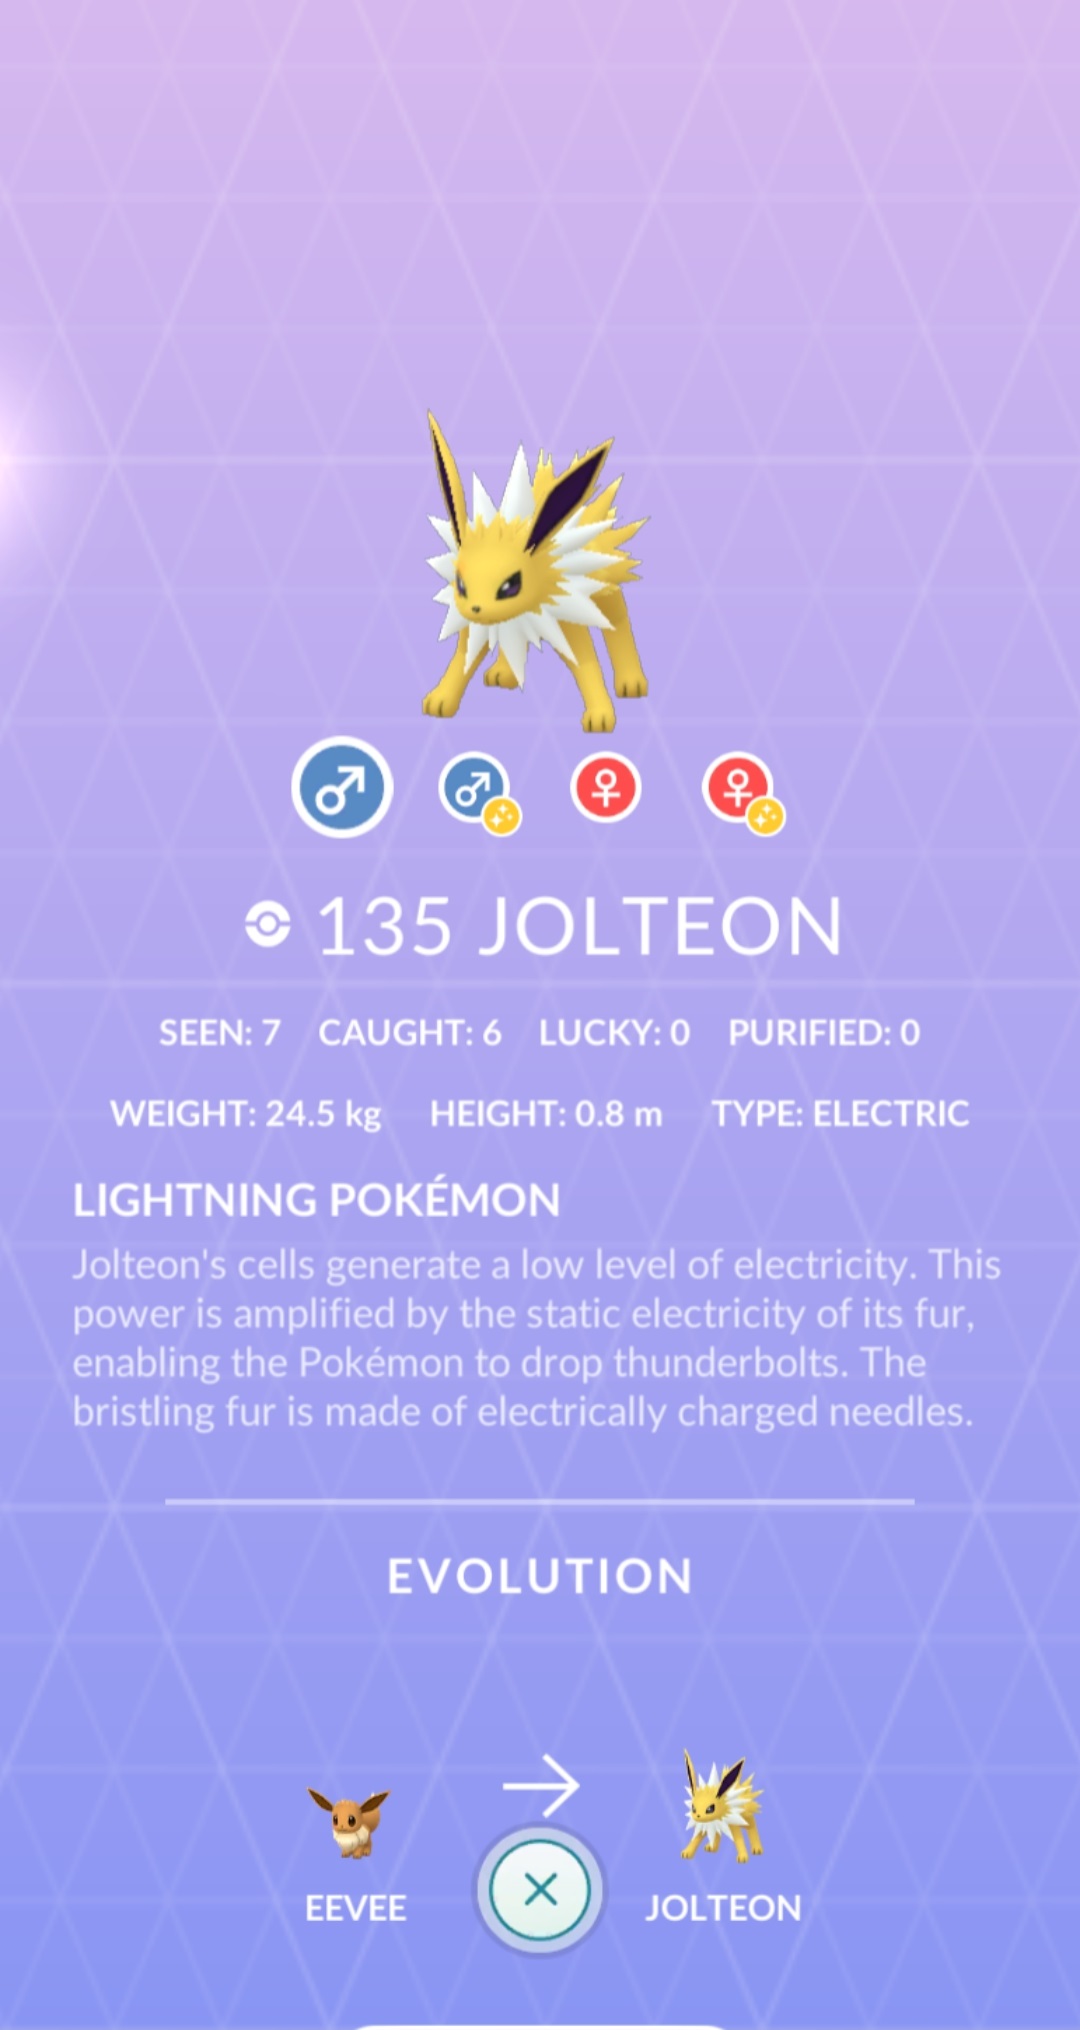 135 JOLTEON
SEEN: 7 CAUGHT: 6 LUCKY: 0 PURIFIED: 0
WEIGHT: 24.5 kg HEIGHT: 0.8 m TYPE: ELECTRIC
LIGHTNING POKÉMON
Jolteon's cells generate a low level of electricity. This
power is amplified by the static electricity of its fur,
enabling the Pokémon to drop thunderbolts. The
bristling fur is made of electrically charged needles.
EVOLUTION
EEVEE JOLTEON